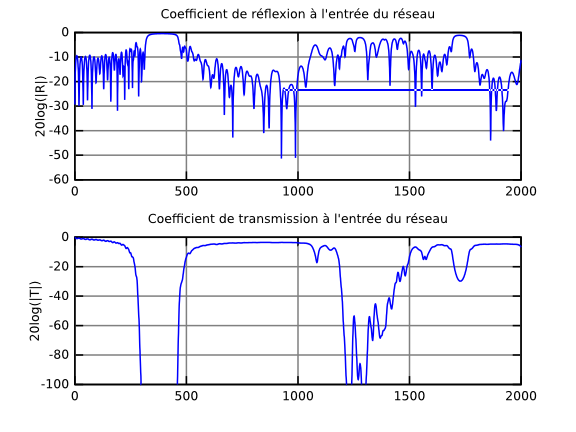 Coefficient de réflexion à l'entrée du réseau
20log(|R|)
0
-10
-20
-30
-40
-50
-60
0 500 1000 1500 2000
Coefficient de transmission à l'entrée du réseau
20log(|T|)
0
-20
-40
-60
-80
-100
0 500 1000 1500 2000